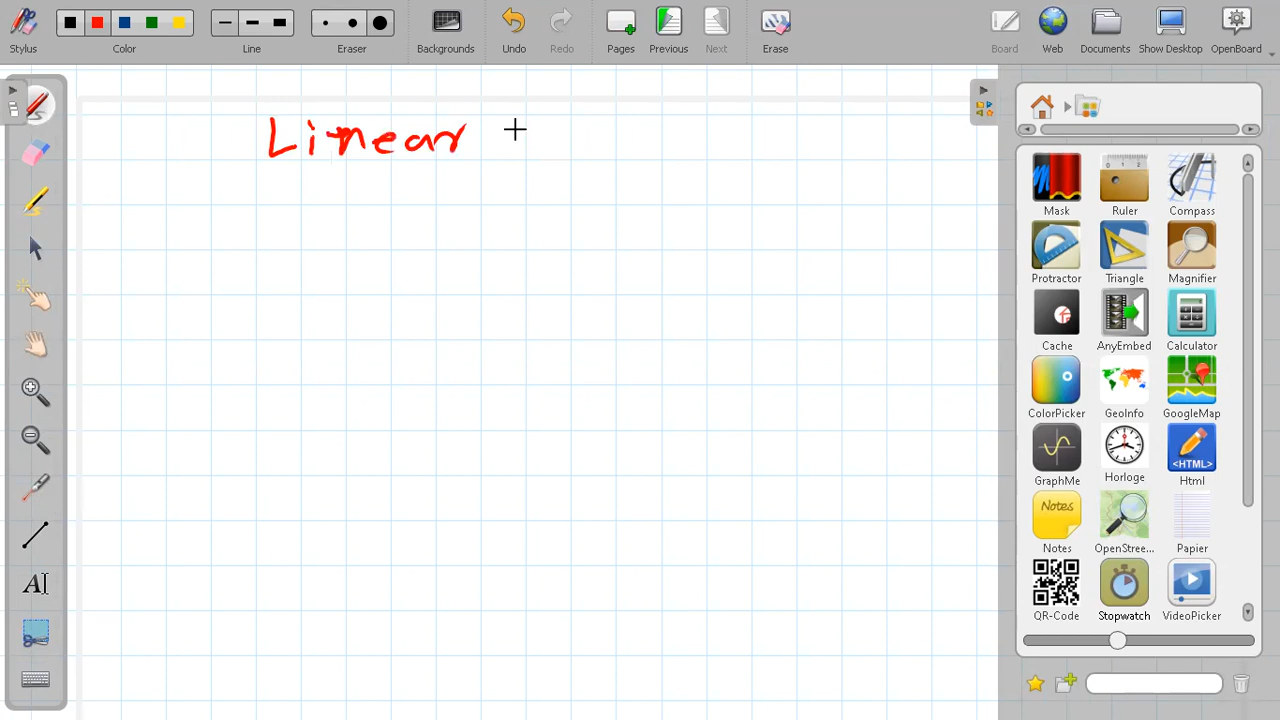 Stylus Color Line Eraser Backgrounds Undo Redo Pages Previous Next Erase Board Web Documents Show Desktop OpenBoard
Linear
Mask Ruler Compass
Protractor Triangle Magnifier
Cache AnyEmbed Calculator
ColorPicker GeoInfo GoogleMap
<HTML>
GraphMe Horloge Html
Notes
Notes OpenStree... Papier
QR-Code Stopwatch VideoPicker